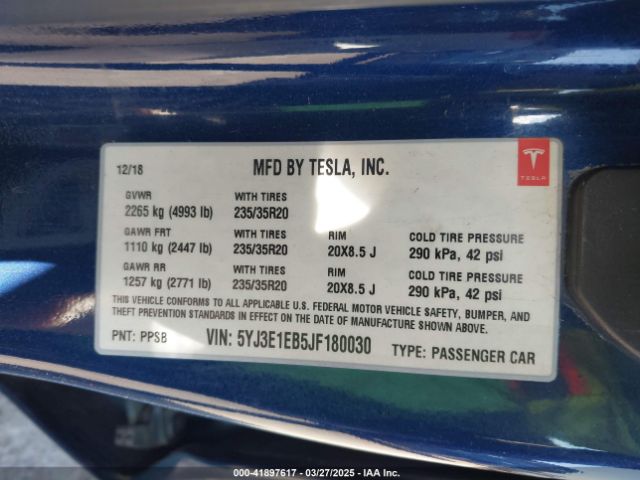 12/18 MFD BY TESLA, INC.
TESLA
GVWR WITH TIRES
2265 kg (4993 lb) 235/35R20
GAWR FRT WITH TIRES RIM COLD TIRE PRESSURE
1110 kg (2447 lb) 235/35R20 20X8.5 J 290 kPa, 42 psi
GAWR RR WITH TIRES RIM COLD TIRE PRESSURE
1257 kg (2771 lb) 235/35R20 20X8.5 J 290 kPa, 42 psi
THIS VEHICLE CONFORMS TO ALL APPLICABLE U.S. FEDERAL MOTOR VEHICLE SAFETY, BUMPER, AND
THEFT PREVENTION STANDARDS IN EFFECT ON THE DATE OF MANUFACTURE SHOWN ABOVE.
PNT: PPSB VIN: 5YJ3E1EB5JF180030 TYPE: PASSENGER CAR
000-41897617 - 03/27/2025 - IAA Inc.